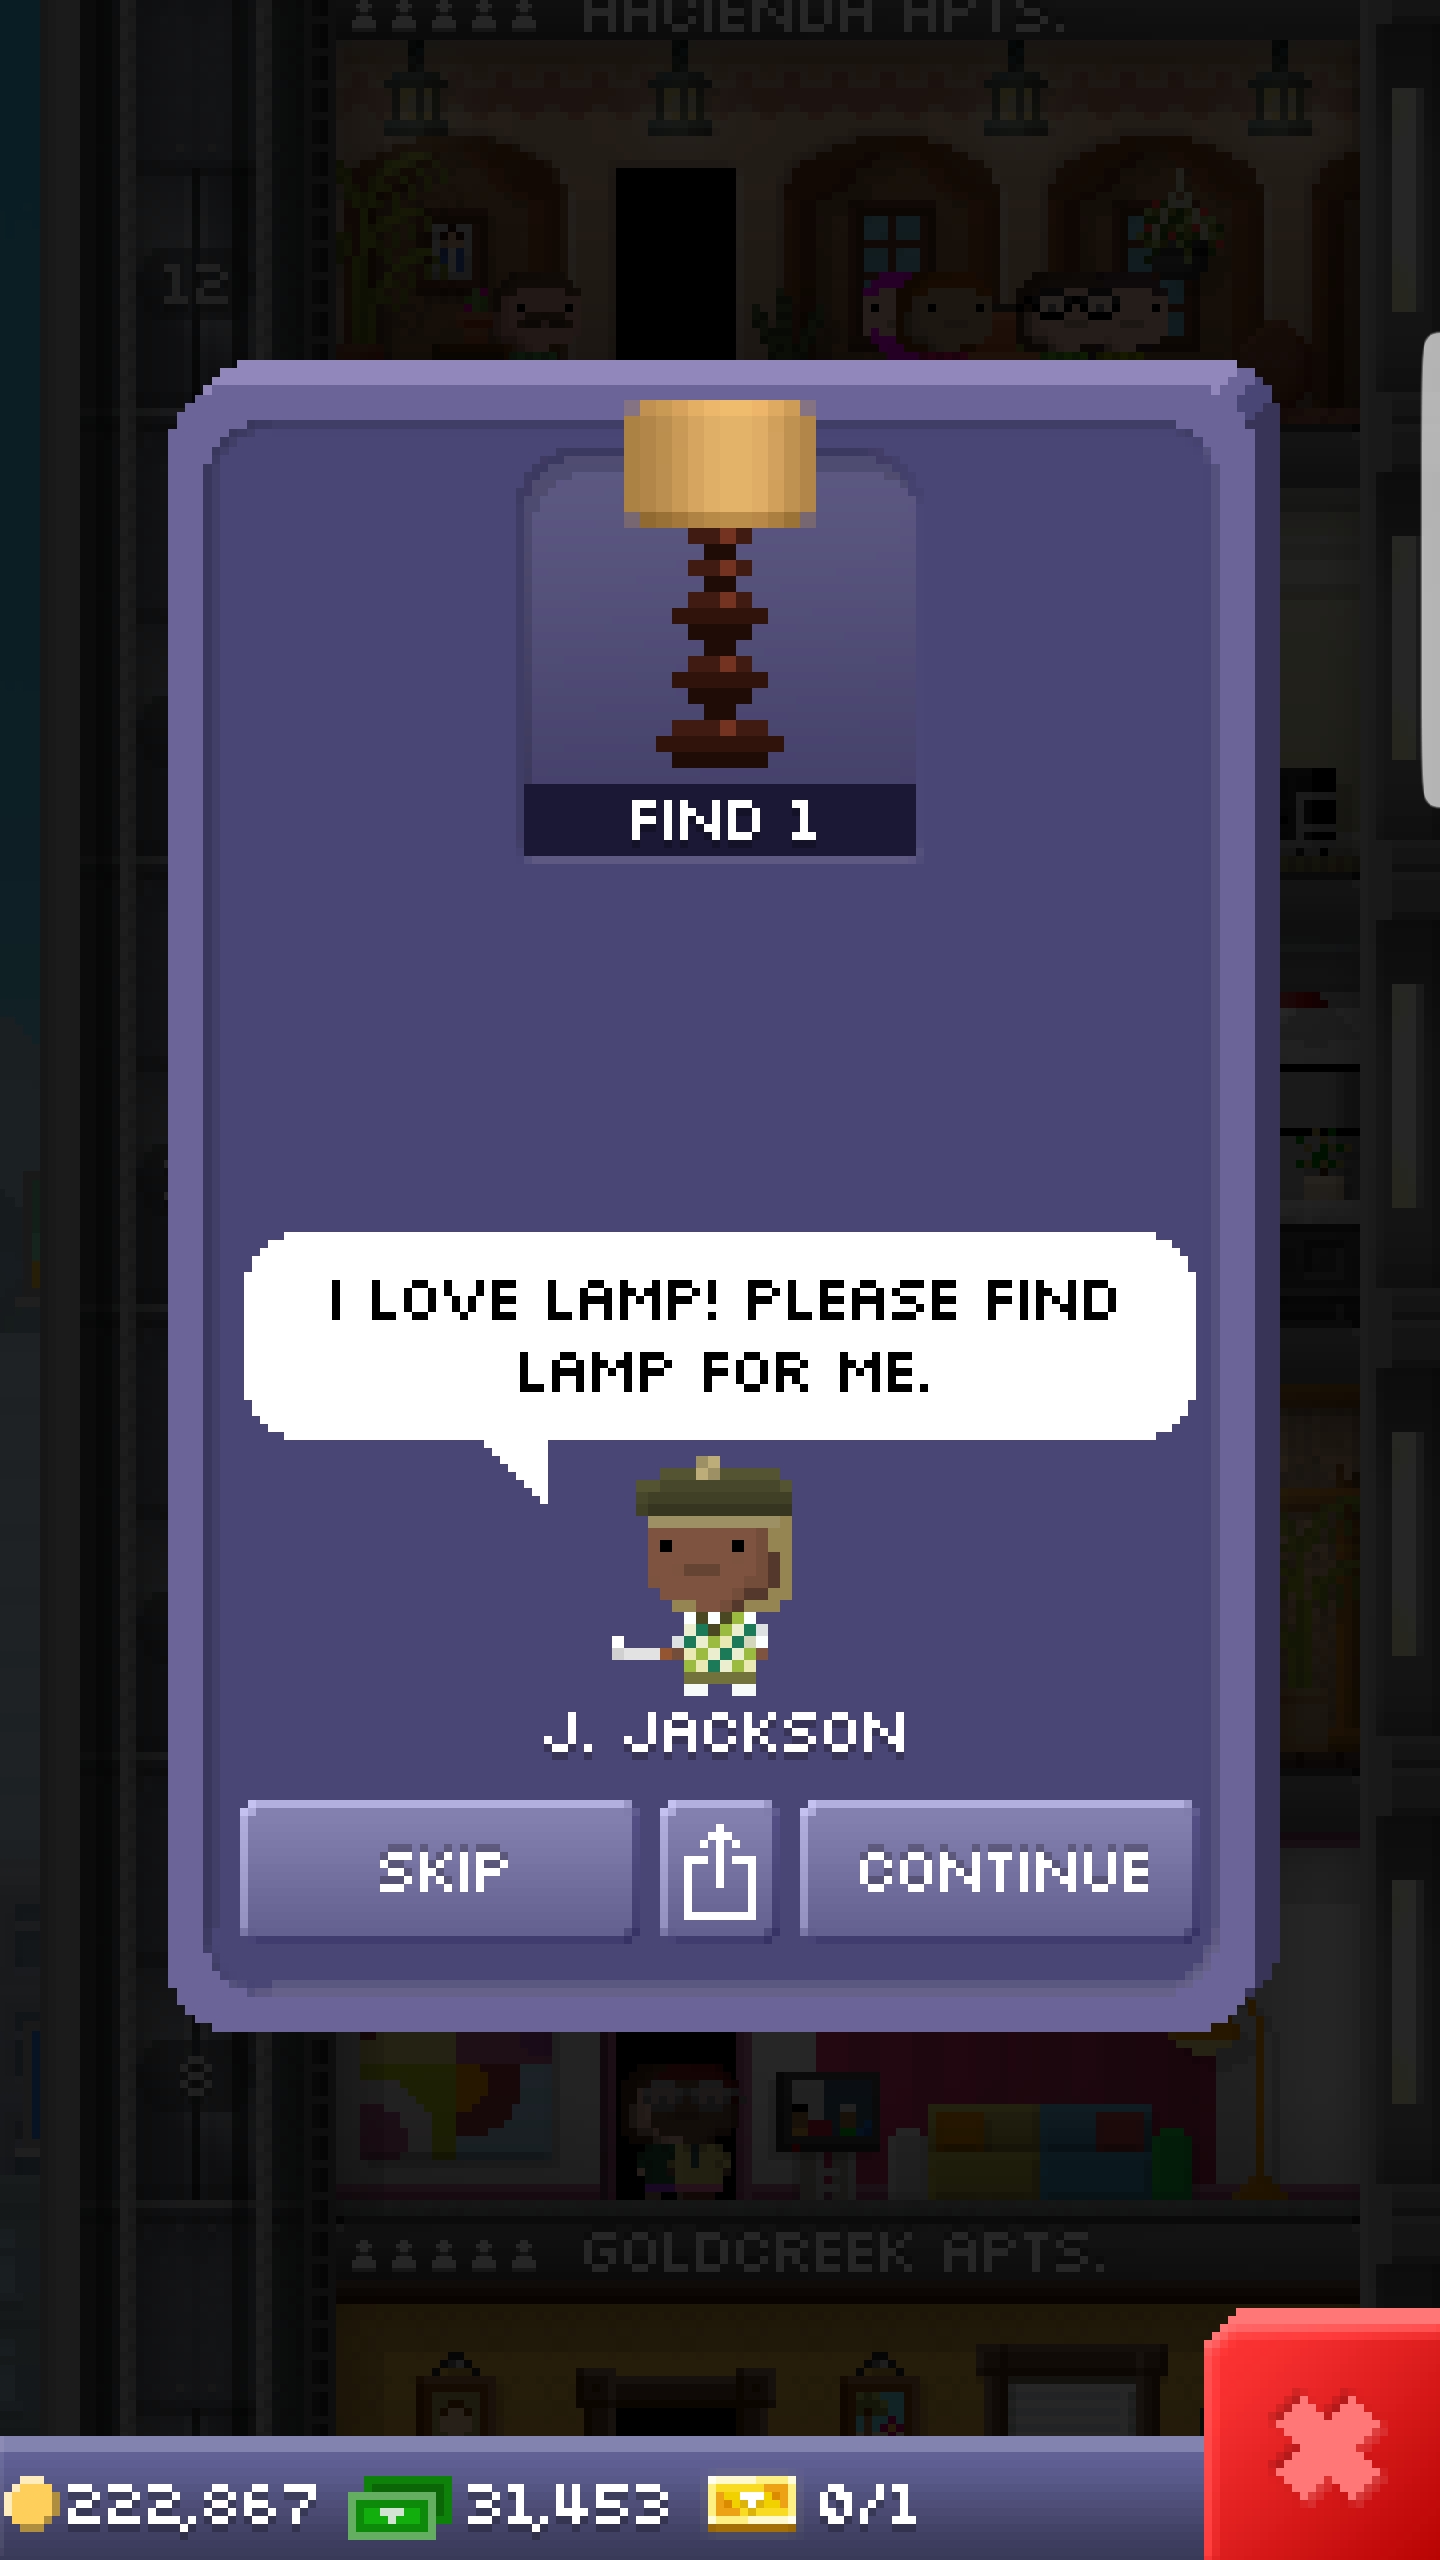 HACIENDA APTS.
12
FIND 1
I LOVE LAMP! PLEASE FIND
LAMP FOR ME.
J. JACKSON
SKIP
CONTINUE
8
GOLDCREEK APTS.
222,867
31,453
0/1